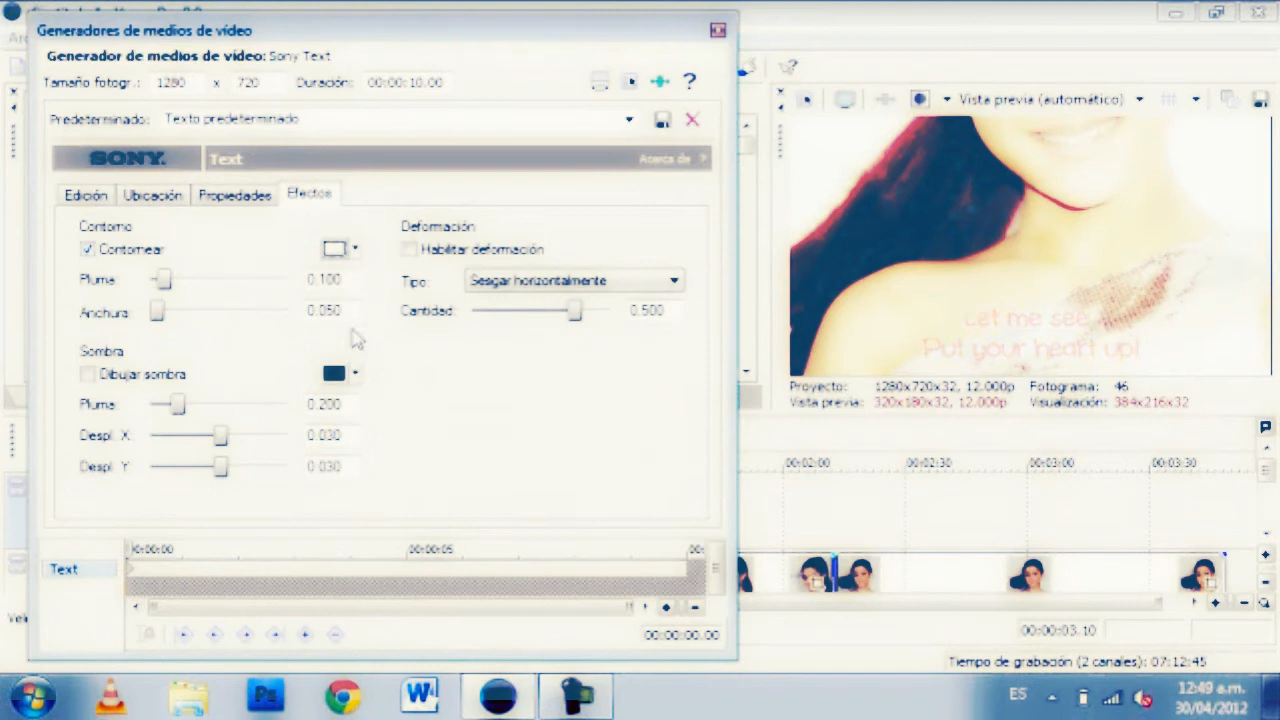 Generadores de medios de vídeo
Generador de medios de vídeo: Sony Text
Tamaño fotogr.: 1280 x 720 Duración: 00:00:10.00
Predeterminado: Texto predeterminado
SONY. Text Acerca de ?
Edición Ubicación Propiedades Efectos
Contorno
Contornear
Pluma: 0.100
Anchura: 0.050
Sombra
Dibujar sombra
Pluma: 0.200
Despl. X: 0.030
Despl. Y: 0.030
Deformación
Habilitar deformación
Tipo: Sesgar horizontalmente
Cantidad: 0.500
00:00:00 00:00:05 00:
Text
00:00:00.00
Vista previa (automático)
Let me see,
Put your heart up!
Proyecto: 1280x720x32, 12.000p Fotograma: 46
Vista previa: 320x180x32, 12.000p Visualización: 384x216x32
00:02:00 00:02:30 00:03:00 00:03:30
00:00:03.10
Tiempo de grabación (2 canales): 07:12:45
Ps
W
ES
12:49 a.m.
30/04/2012